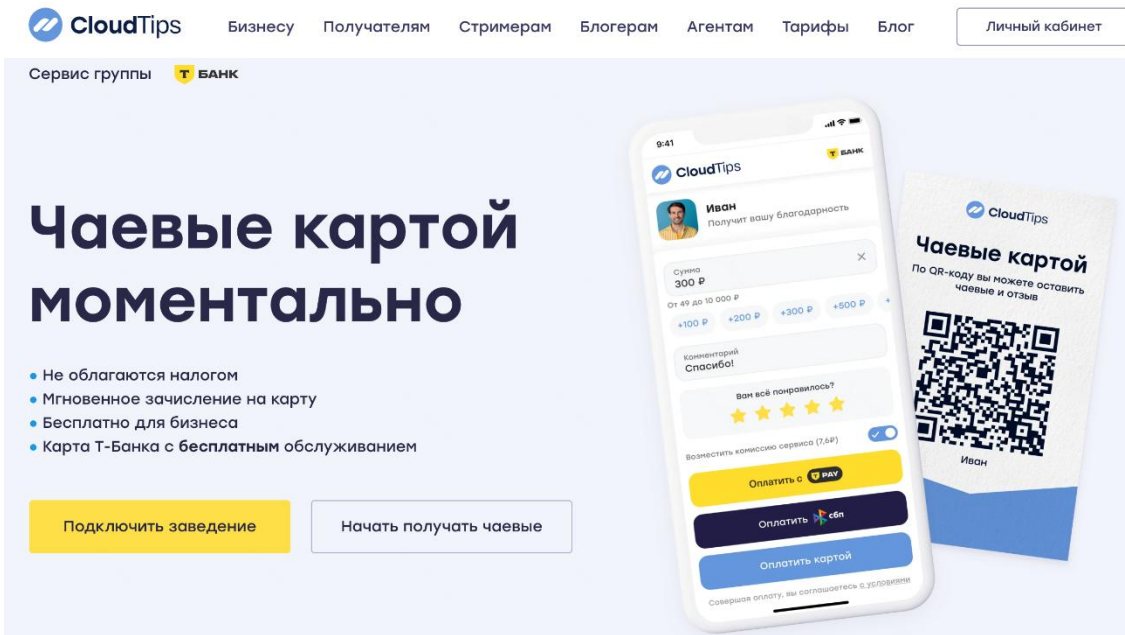 CloudTips
Бизнесу Получателям Стримерам Блогерам Агентам Тарифы Блог Личный кабинет
Сервис группы Т БАНК
Чаевые картой
моментально
Не облагаются налогом
Мгновенное зачисление на карту
Бесплатно для бизнеса
Карта Т-Банка с бесплатным обслуживанием
Подключить заведение
Начать получать чаевые
9:41
CloudTips
Т БАНК
Иван
Получит вашу благодарность
Сумма
300 ₽
От 49 до 10 000 ₽
+100 ₽ +200 ₽ +300 ₽ +500 ₽
Комментарий
Спасибо!
Вам всё понравилось?
Возместить комиссию сервиса (7,6₽)
Оплатить с T PAY
Оплатить сбп
Оплатить картой
Совершая оплату, вы соглашаетесь с условиями
CloudTips
Чаевые картой
По QR-коду вы можете оставить
чаевые и отзыв
Иван